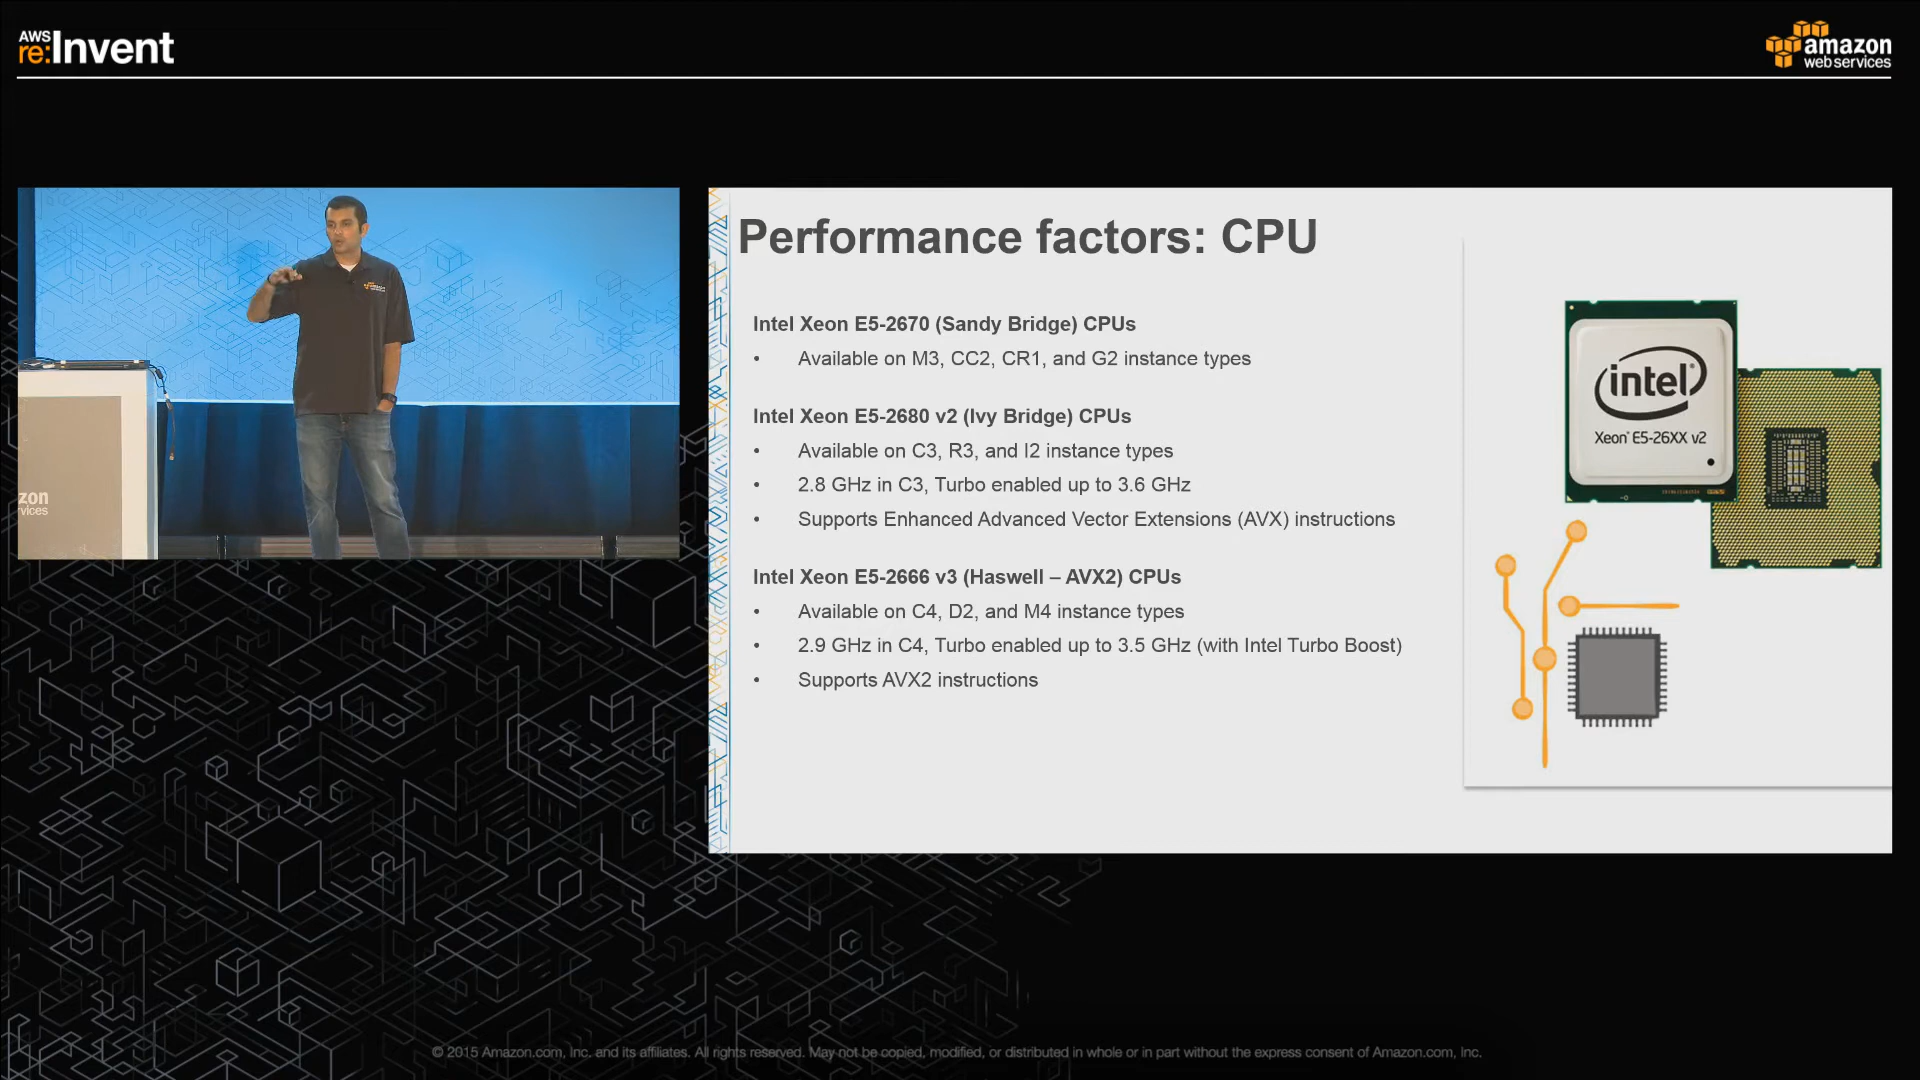 AWS
re:Invent
amazon
web services
Performance factors: CPU
Intel Xeon E5-2670 (Sandy Bridge) CPUs
• Available on M3, CC2, CR1, and G2 instance types
Intel Xeon E5-2680 v2 (Ivy Bridge) CPUs
• Available on C3, R3, and I2 instance types
• 2.8 GHz in C3, Turbo enabled up to 3.6 GHz
• Supports Enhanced Advanced Vector Extensions (AVX) instructions
Intel Xeon E5-2666 v3 (Haswell – AVX2) CPUs
• Available on C4, D2, and M4 instance types
• 2.9 GHz in C4, Turbo enabled up to 3.5 GHz (with Intel Turbo Boost)
• Supports AVX2 instructions
intel®
Xeon® E5-26XX v2
zon
vices
© 2015 Amazon.com, Inc. and its affiliates. All rights reserved. May not be copied, modified, or distributed in whole or in part without the express consent of Amazon.com, Inc.